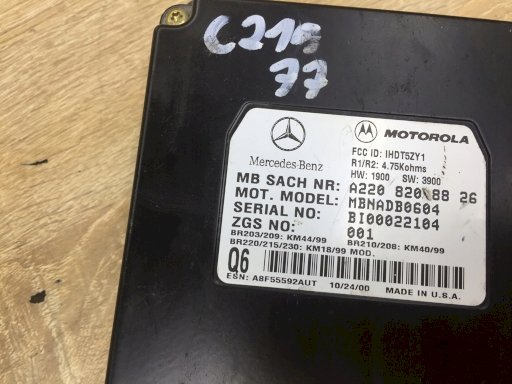 C215
77
Mercedes-Benz
MOTOROLA
FCC ID: IHDT5ZY1
R1/R2: 4.75Kohms
HW: 1900 SW: 3900
MB SACH NR: A220 820 88 26
MOT. MODEL: MBNADB0604
SERIAL NO: BI00022104
ZGS NO: 001
BR203/209: KM44/99 BR210/208: KM40/99
BR220/215/230: KM18/99 MOD.
Q6
ESN: A8F55592AUT 10/24/00 MADE IN U.S.A.